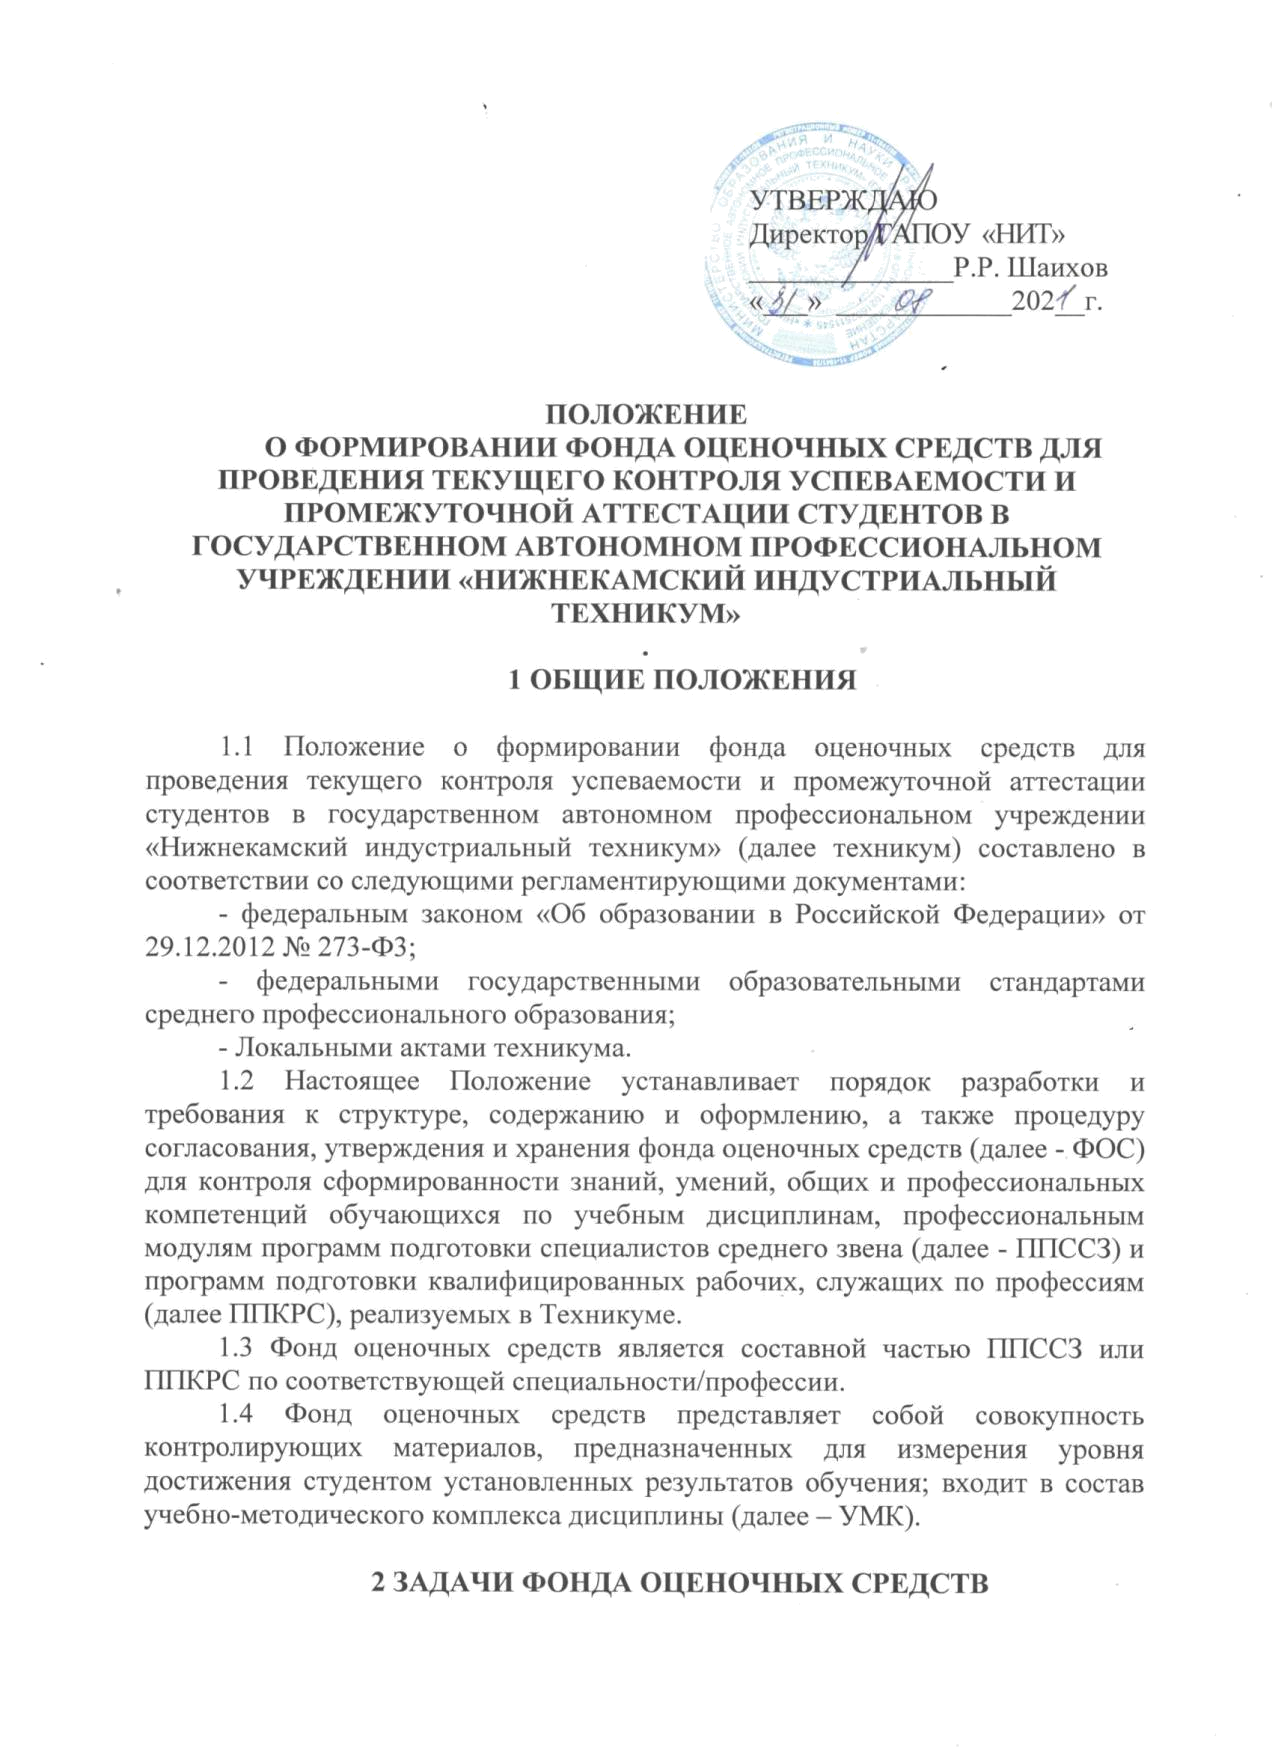 УТВЕРЖДАЮ
Директор ГАПОУ «НИТ»
______________Р.Р. Шаихов
«31» 08 2021 г.
ПОЛОЖЕНИЕ
О ФОРМИРОВАНИИ ФОНДА ОЦЕНОЧНЫХ СРЕДСТВ ДЛЯ
ПРОВЕДЕНИЯ ТЕКУЩЕГО КОНТРОЛЯ УСПЕВАЕМОСТИ И
ПРОМЕЖУТОЧНОЙ АТТЕСТАЦИИ СТУДЕНТОВ В
ГОСУДАРСТВЕННОМ АВТОНОМНОМ ПРОФЕССИОНАЛЬНОМ
УЧРЕЖДЕНИИ «НИЖНЕКАМСКИЙ ИНДУСТРИАЛЬНЫЙ
ТЕХНИКУМ»
1 ОБЩИЕ ПОЛОЖЕНИЯ
1.1 Положение о формировании фонда оценочных средств для
проведения текущего контроля успеваемости и промежуточной аттестации
студентов в государственном автономном профессиональном учреждении
«Нижнекамский индустриальный техникум» (далее техникум) составлено в
соответствии со следующими регламентирующими документами:
- федеральным законом «Об образовании в Российской Федерации» от
29.12.2012 № 273-ФЗ;
- федеральными государственными образовательными стандартами
среднего профессионального образования;
- Локальными актами техникума.
1.2 Настоящее Положение устанавливает порядок разработки и
требования к структуре, содержанию и оформлению, а также процедуру
согласования, утверждения и хранения фонда оценочных средств (далее - ФОС)
для контроля сформированности знаний, умений, общих и профессиональных
компетенций обучающихся по учебным дисциплинам, профессиональным
модулям программ подготовки специалистов среднего звена (далее - ППССЗ) и
программ подготовки квалифицированных рабочих, служащих по профессиям
(далее ППКРС), реализуемых в Техникуме.
1.3 Фонд оценочных средств является составной частью ППССЗ или
ППКРС по соответствующей специальности/профессии.
1.4 Фонд оценочных средств представляет собой совокупность
контролирующих материалов, предназначенных для измерения уровня
достижения студентом установленных результатов обучения; входит в состав
учебно-методического комплекса дисциплины (далее – УМК).
2 ЗАДАЧИ ФОНДА ОЦЕНОЧНЫХ СРЕДСТВ